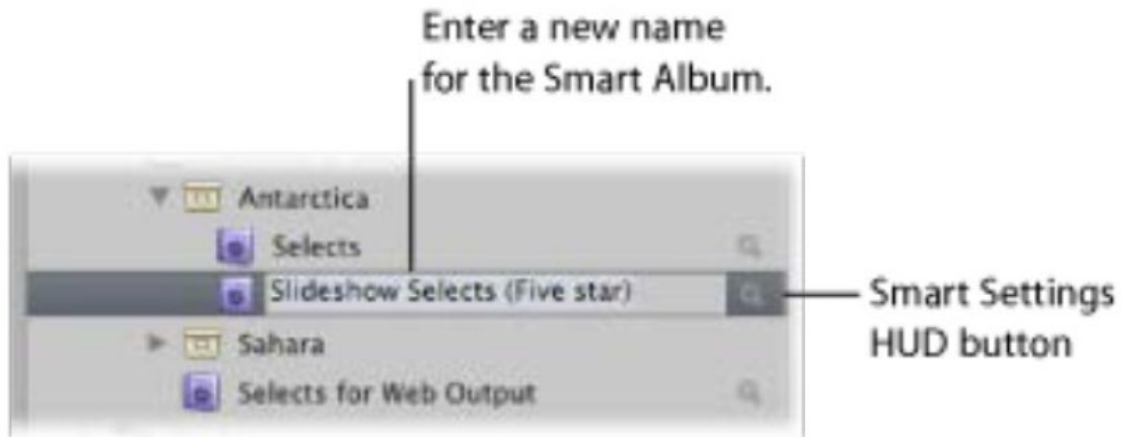 Enter a new name
for the Smart Album.
Antarctica
Selects
Slideshow Selects (Five star)
Smart Settings
HUD button
Sahara
Selects for Web Output